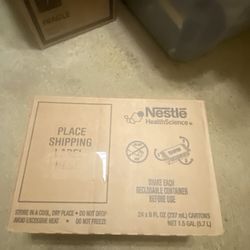 FRAGILE
Nestlé
HealthScience
PLACE
SHIPPING
LABEL
SHAKE EACH
RECLOSABLE CONTAINER
BEFORE USE
STORE IN A COOL, DRY PLACE • DO NOT DROP
AVOID EXCESSIVE HEAT • DO NOT FREEZE
24 x 8 FL OZ (237 mL) CARTONS
NET 1.5 GAL (5.7 L)